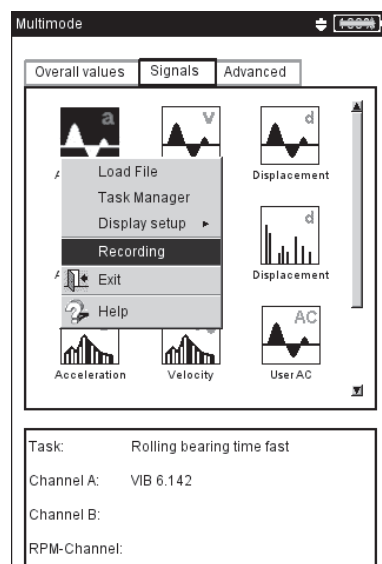 Multimode
100%
Overall values Signals Advanced
a v d
Displacement
Load File
Task Manager
Display setup
Recording
Exit
Help
d
Displacement
AC
Acceleration Velocity User AC
Task: Rolling bearing time fast
Channel A: VIB 6.142
Channel B:
RPM-Channel: